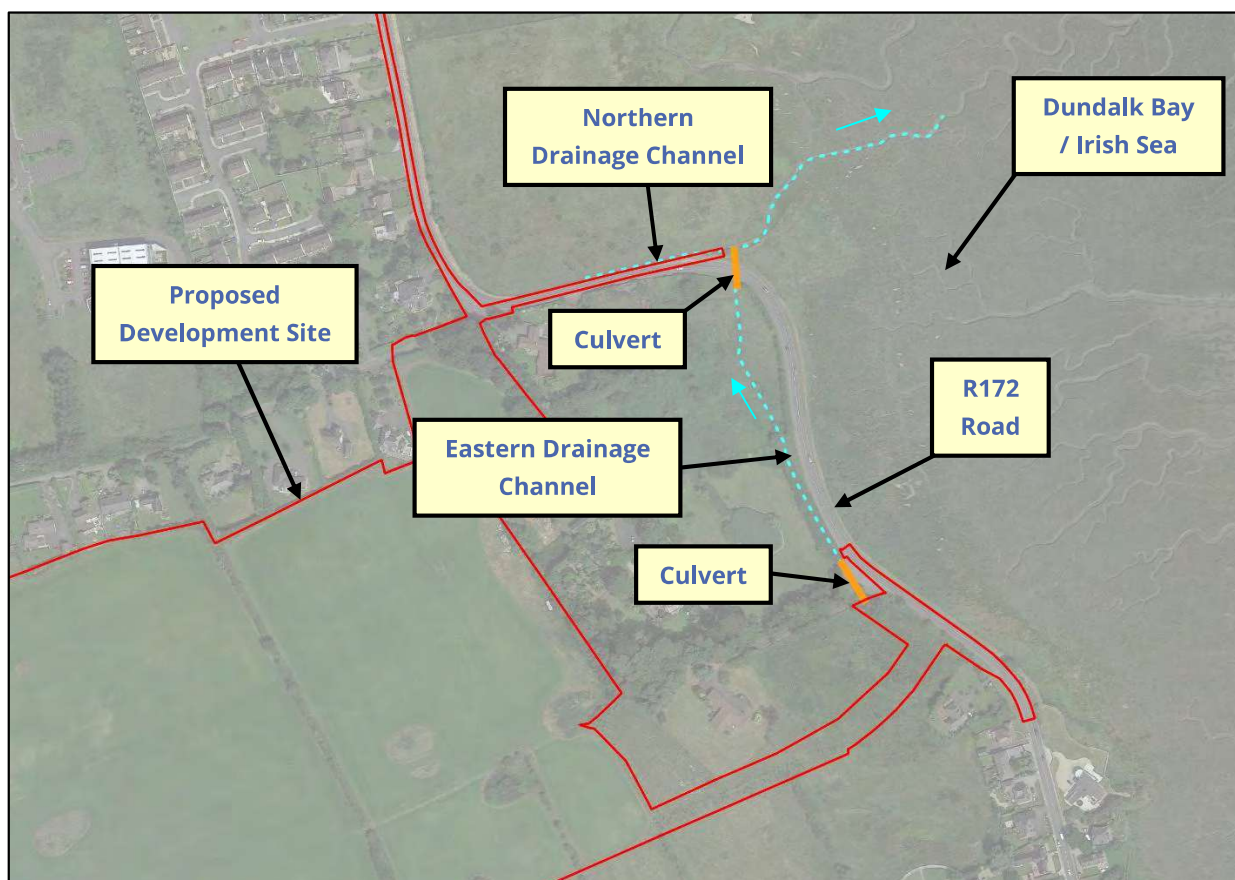 Northern
Drainage Channel
Dundalk Bay
/ Irish Sea
Proposed
Development Site
Culvert
R172
Road
Eastern Drainage
Channel
Culvert